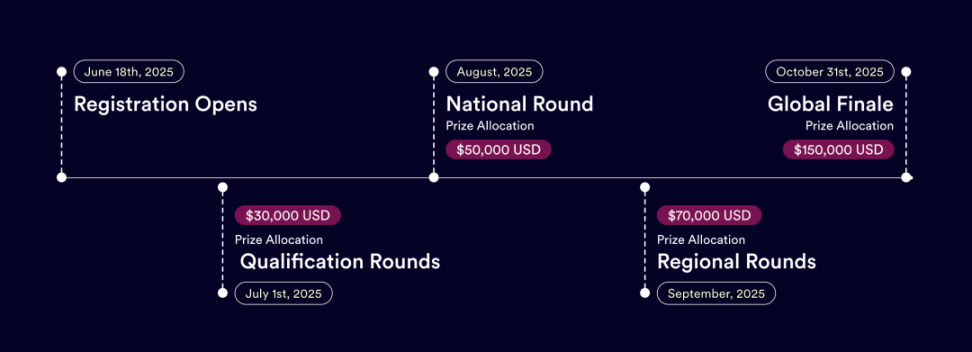 June 18th, 2025
Registration Opens
August, 2025
National Round
Prize Allocation
$50,000 USD
October 31st, 2025
Global Finale
Prize Allocation
$150,000 USD
$30,000 USD
Prize Allocation
Qualification Rounds
July 1st, 2025
$70,000 USD
Prize Allocation
Regional Rounds
September, 2025